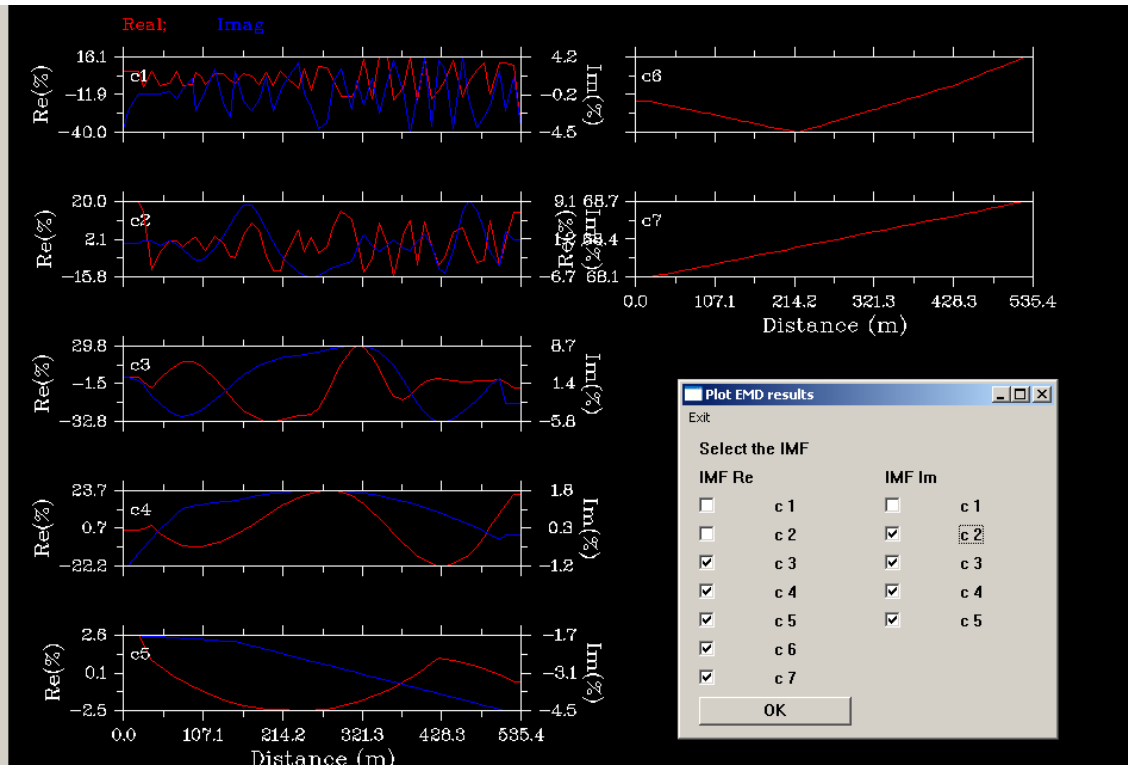 Real; Imag
16.1
4.2
c1
Re(%)
-11.9
-0.2
Im(%)
-40.0
-4.5
c6
20.0
9.1
68.7
c2
c7
Re(%)
2.1
Re(%)
Im(%)
68.4
-15.8
-6.7
68.1
0.0 107.1 214.2 321.3 428.3 535.4
Distance (m)
29.8
8.7
c3
Re(%)
-1.5
1.4
Im(%)
-32.8
-5.8
23.7
1.8
c4
Re(%)
0.7
0.3
Im(%)
-22.2
-1.2
2.6
-1.7
c5
Re(%)
0.1
-3.1
Im(%)
-2.5
-4.5
0.0 107.1 214.2 321.3 428.3 535.4
Distance (m)
Plot EMD results
Exit
Select the IMF
IMF Re IMF Im
c 1 c 1
c 2 c 2
c 3 c 3
c 4 c 4
c 5 c 5
c 6
c 7
OK